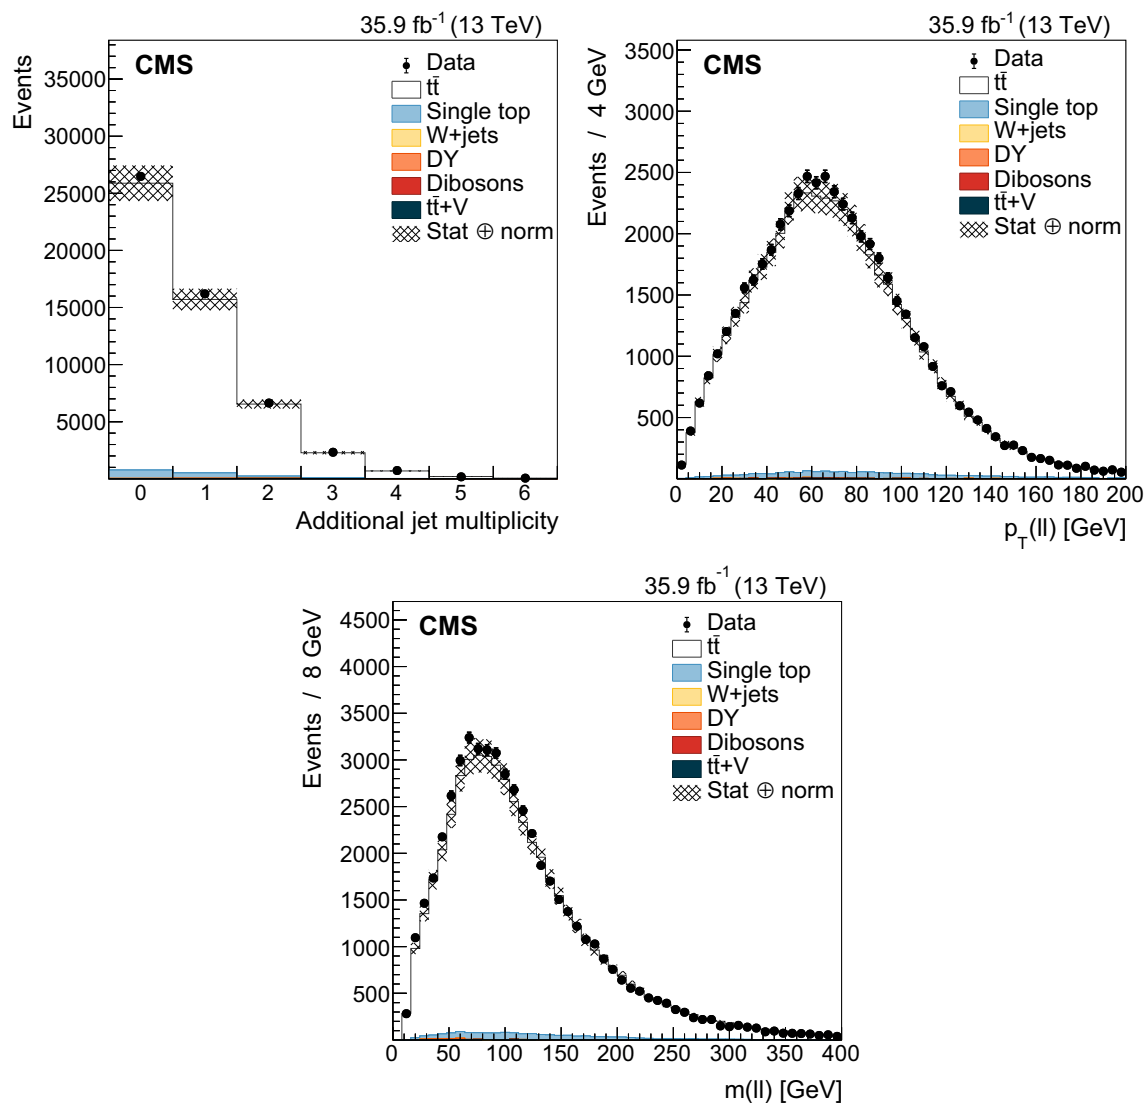 35.9 fb⁻¹ (13 TeV)
CMS
Data
tt̄
Single top
W+jets
DY
Dibosons
tt̄+V
Stat ⊕ norm
Events
35000
30000
25000
20000
15000
10000
5000
0 1 2 3 4 5 6
Additional jet multiplicity
35.9 fb⁻¹ (13 TeV)
CMS
Data
tt̄
Single top
W+jets
DY
Dibosons
tt̄+V
Stat ⊕ norm
Events / 4 GeV
3500
3000
2500
2000
1500
1000
500
0 20 40 60 80 100 120 140 160 180 200
p_T(ll) [GeV]
35.9 fb⁻¹ (13 TeV)
CMS
Data
tt̄
Single top
W+jets
DY
Dibosons
tt̄+V
Stat ⊕ norm
Events / 8 GeV
4500
4000
3500
3000
2500
2000
1500
1000
500
0 50 100 150 200 250 300 350 400
m(ll) [GeV]